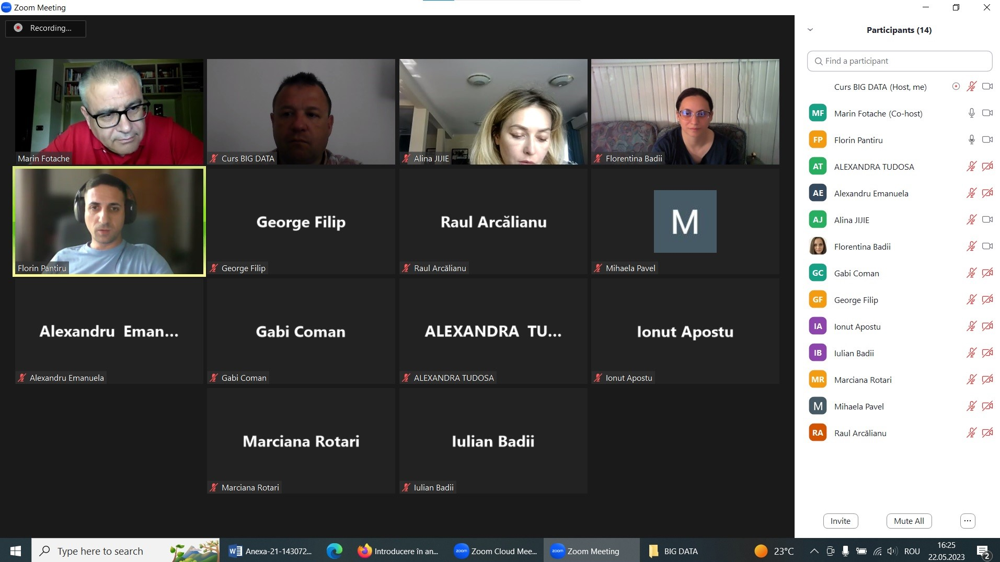 zoom Zoom Meeting
Recording...
Marin Fotache
Curs BIG DATA
Alina JIJIE
Florentina Badii
Florin Pantiru
George Filip
George Filip
Raul Arcălianu
Raul Arcălianu
M
Mihaela Pavel
Alexandru Eman...
Alexandru Emanuela
Gabi Coman
Gabi Coman
ALEXANDRA TU...
ALEXANDRA TUDOSA
Ionut Apostu
Ionut Apostu
Marciana Rotari
Marciana Rotari
Iulian Badii
Iulian Badii
Participants (14)
Find a participant
Curs BIG DATA (Host, me)
MF Marin Fotache (Co-host)
FP Florin Pantiru
AT ALEXANDRA TUDOSA
AE Alexandru Emanuela
AJ Alina JIJIE
Florentina Badii
GC Gabi Coman
GF George Filip
IA Ionut Apostu
IB Iulian Badii
MR Marciana Rotari
M Mihaela Pavel
RA Raul Arcălianu
Invite Mute All ...
Type here to search
W Anexa-21-143072...
Introducere în an...
zoom Zoom Cloud Mee...
zoom Zoom Meeting
BIG DATA
23°C
ROU
16:25
22.05.2023
2